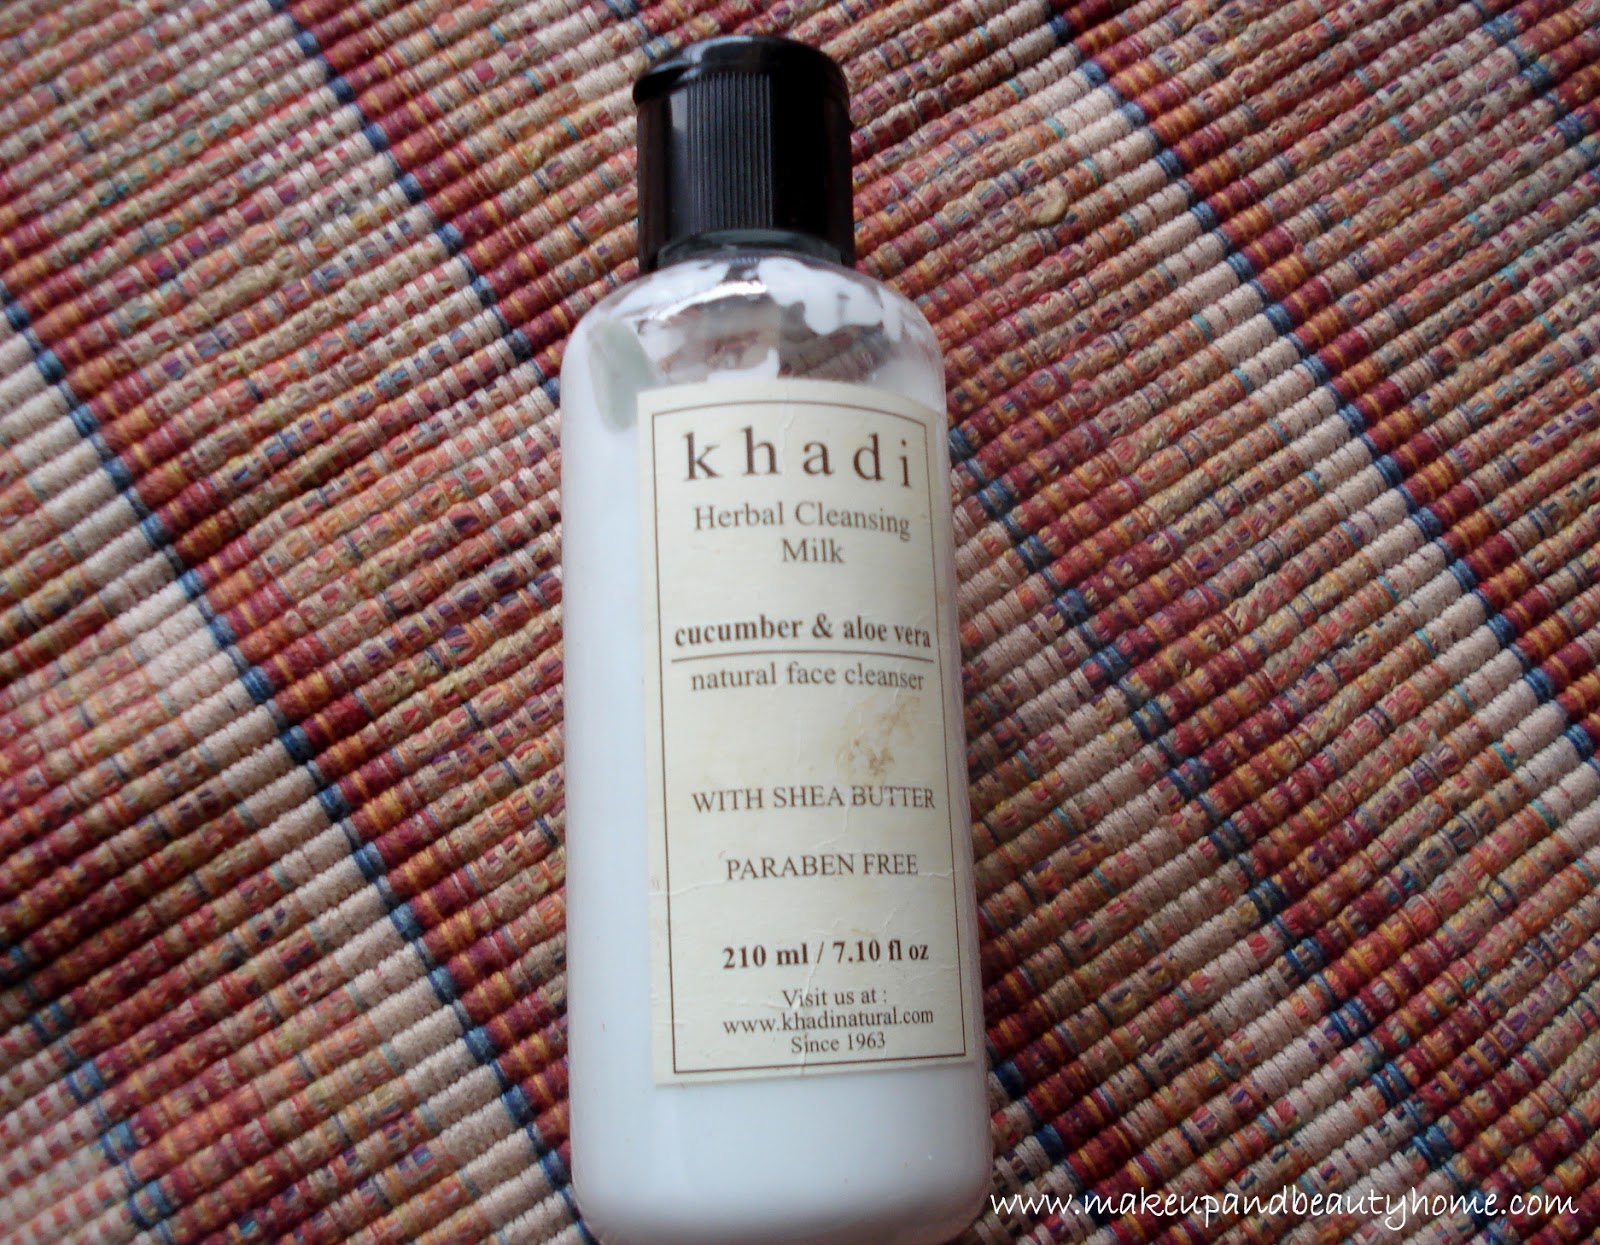 khadi
Herbal Cleansing
Milk
cucumber & aloe vera
natural face cleanser
WITH SHEA BUTTER
PARABEN FREE
210 ml / 7.10 fl oz
Visit us at :
www.khadinatural.com
Since 1963
www.makeupandbeautyhome.com